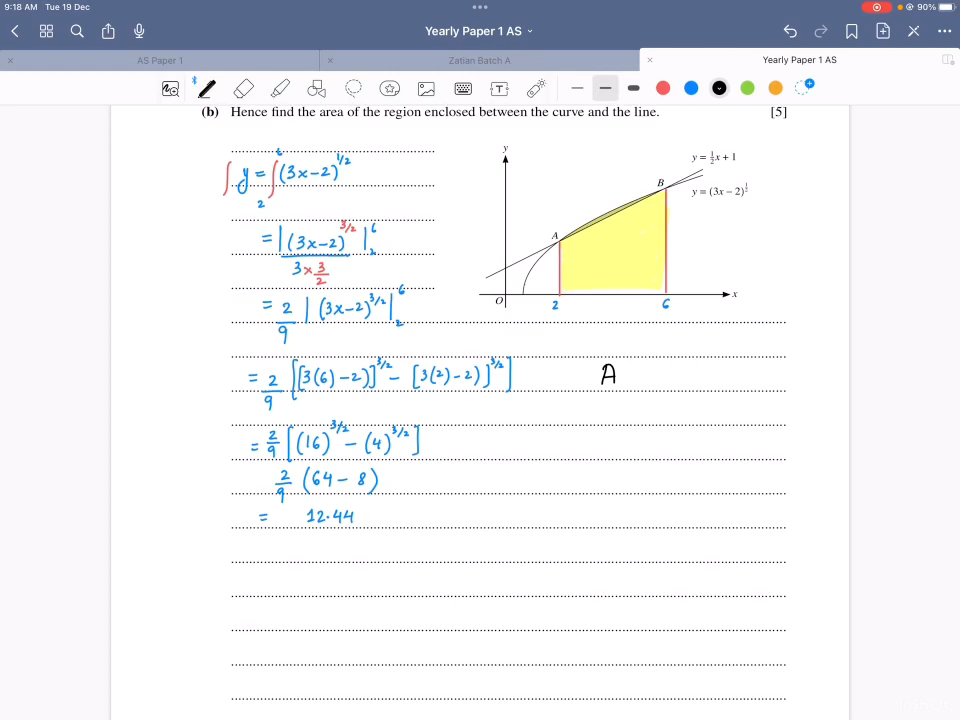 9:18 AM Tue 19 Dec
90%
Yearly Paper 1 AS
AS Paper 1
Zatian Batch A
Yearly Paper 1 AS
(b) Hence find the area of the region enclosed between the curve and the line. [5]
∫ y = ∫₂⁶ (3x-2)^1/2
= |(3x-2)^3/2 / 3 × 3/2|₂⁶
= 2/9 |(3x-2)^3/2|₂⁶
= 2/9 [[3(6)-2)]^3/2 - [3(2)-2)]^3/2]
= 2/9 [(16)^3/2 - (4)^3/2]
2/9 (64 - 8)
= 12.44
y
y = ½x + 1
B
y = (3x − 2)^½
A
O
2
6
x
A